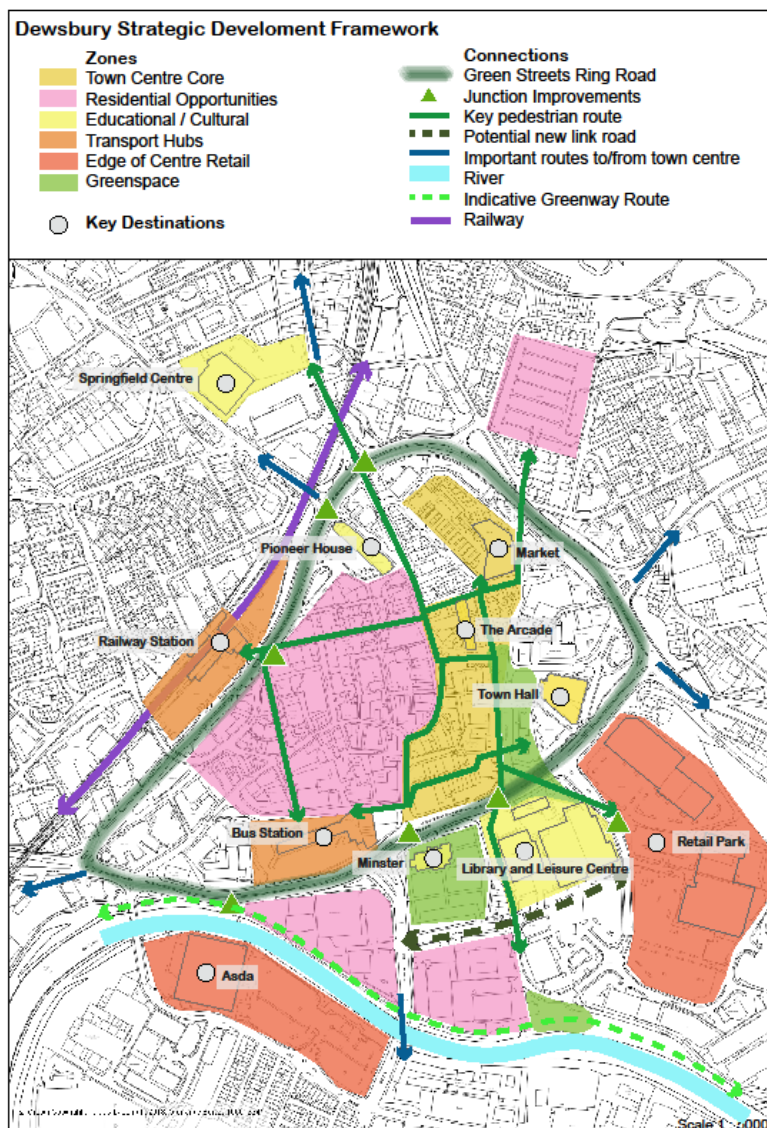 Dewsbury Strategic Develoment Framework
Zones
Town Centre Core
Residential Opportunities
Educational / Cultural
Transport Hubs
Edge of Centre Retail
Greenspace
Key Destinations
Connections
Green Streets Ring Road
Junction Improvements
Key pedestrian route
Potential new link road
Important routes to/from town centre
River
Indicative Greenway Route
Railway
Springfield Centre
Pioneer House
Market
Railway Station
The Arcade
Town Hall
Bus Station
Minster
Library and Leisure Centre
Retail Park
Asda
Scale 1